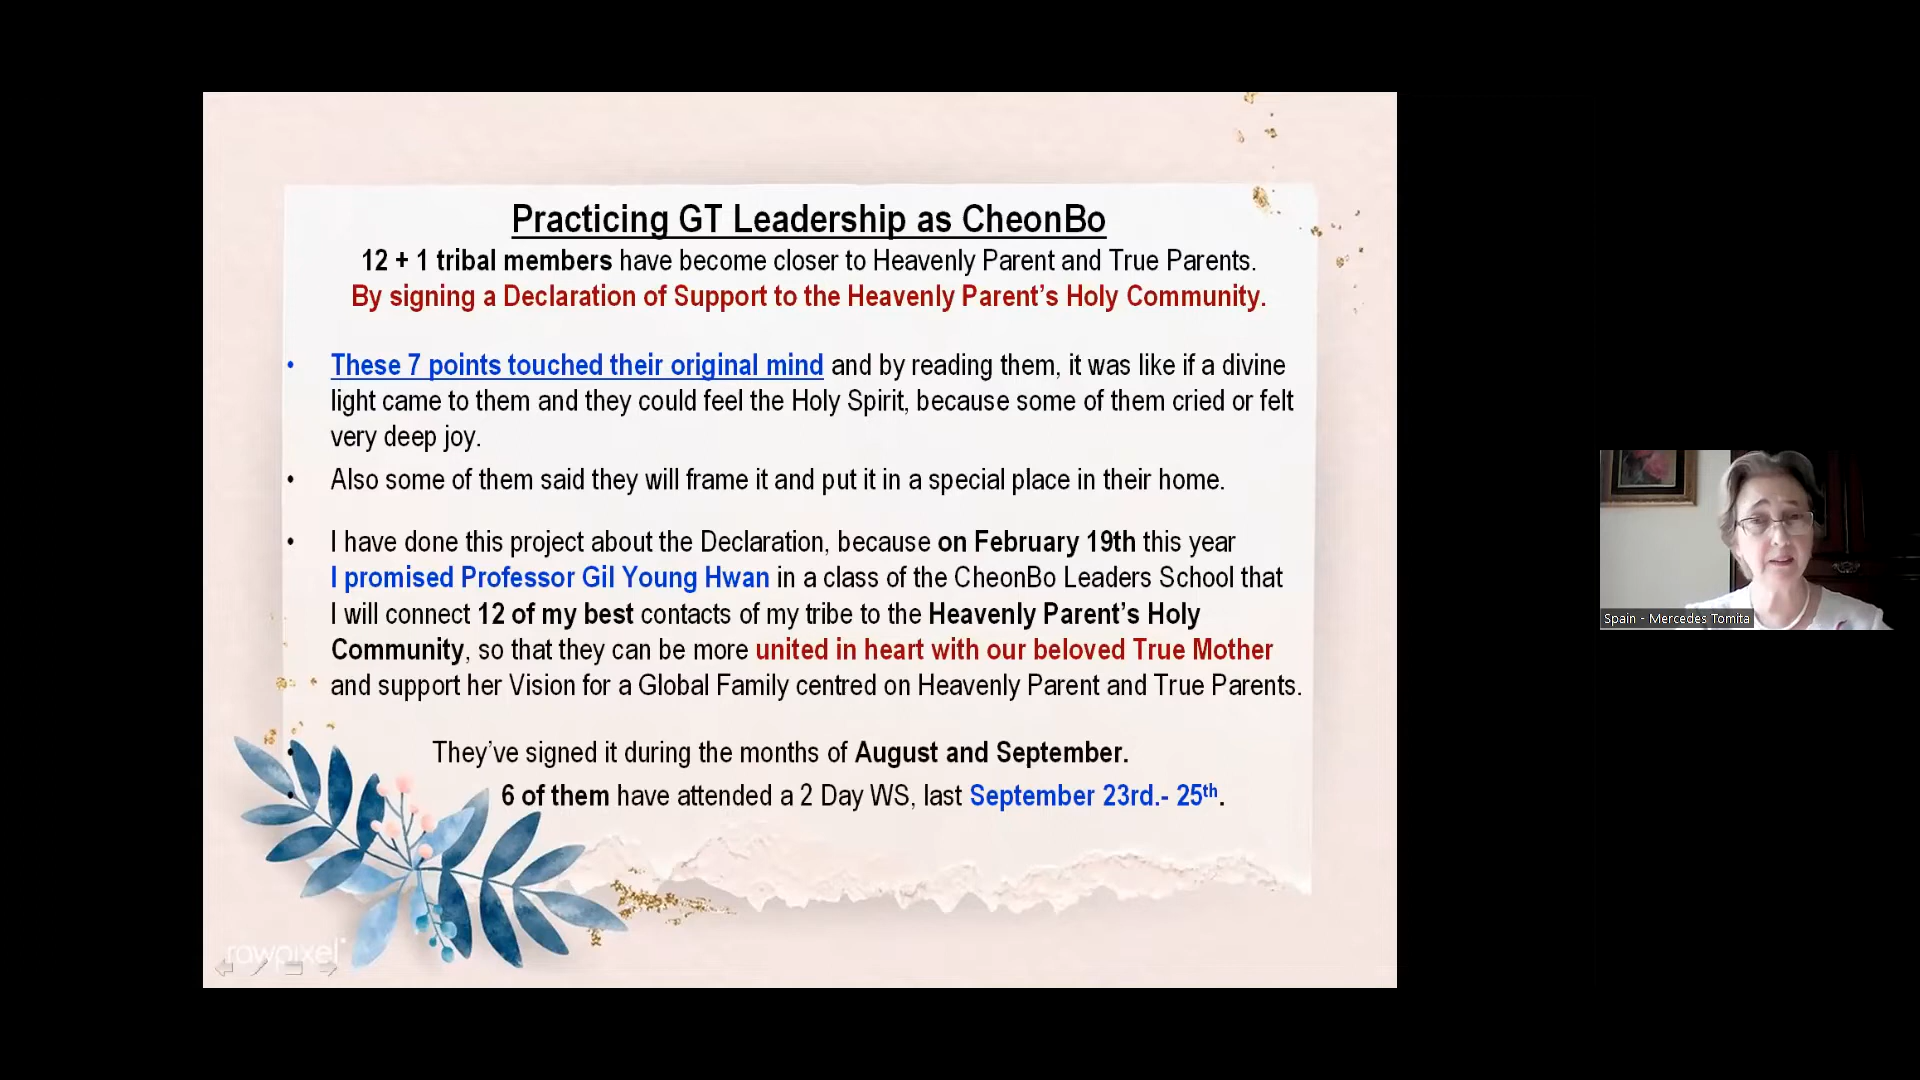 Practicing GT Leadership as CheonBo
12 + 1 tribal members have become closer to Heavenly Parent and True Parents.
By signing a Declaration of Support to the Heavenly Parent’s Holy Community.
• These 7 points touched their original mind and by reading them, it was like if a divine
light came to them and they could feel the Holy Spirit, because some of them cried or felt
very deep joy.
• Also some of them said they will frame it and put it in a special place in their home.
• I have done this project about the Declaration, because on February 19th this year
I promised Professor Gil Young Hwan in a class of the CheonBo Leaders School that
I will connect 12 of my best contacts of my tribe to the Heavenly Parent’s Holy
Community, so that they can be more united in heart with our beloved True Mother
and support her Vision for a Global Family centred on Heavenly Parent and True Parents.
• They’ve signed it during the months of August and September.
• 6 of them have attended a 2 Day WS, last September 23rd.- 25th.
rawpixel
Spain - Mercedes Tomita